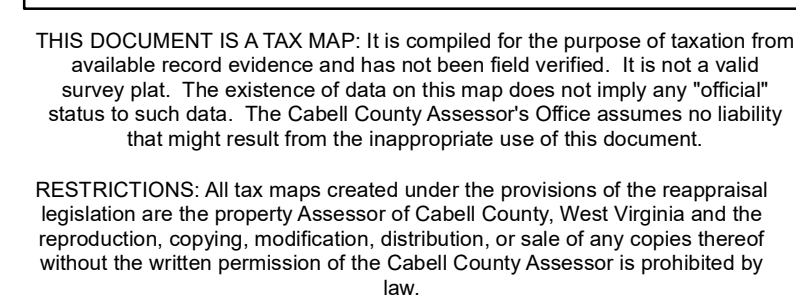 THIS DOCUMENT IS A TAX MAP: It is compiled for the purpose of taxation from
available record evidence and has not been field verified.  It is not a valid
survey plat.  The existence of data on this map does not imply any "official"
status to such data.  The Cabell County Assessor's Office assumes no liability
that might result from the inappropriate use of this document.
RESTRICTIONS: All tax maps created under the provisions of the reappraisal
legislation are the property Assessor of Cabell County, West Virginia and the
reproduction, copying, modification, distribution, or sale of any copies thereof
without the written permission of the Cabell County Assessor is prohibited by
law.